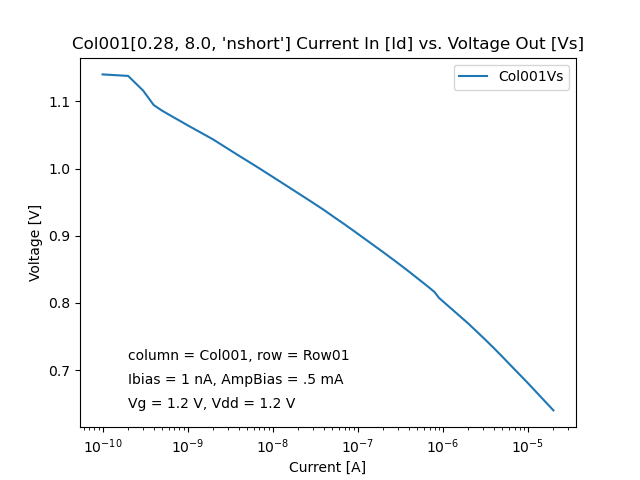 Col001[0.28, 8.0, 'nshort'] Current In [Id] vs. Voltage Out [Vs]
Col001Vs
1.1
1.0
0.9
0.8
0.7
Voltage [V]
column = Col001, row = Row01
Ibias = 1 nA, AmpBias = .5 mA
Vg = 1.2 V, Vdd = 1.2 V
10⁻¹⁰ 10⁻⁹ 10⁻⁸ 10⁻⁷ 10⁻⁶ 10⁻⁵
Current [A]